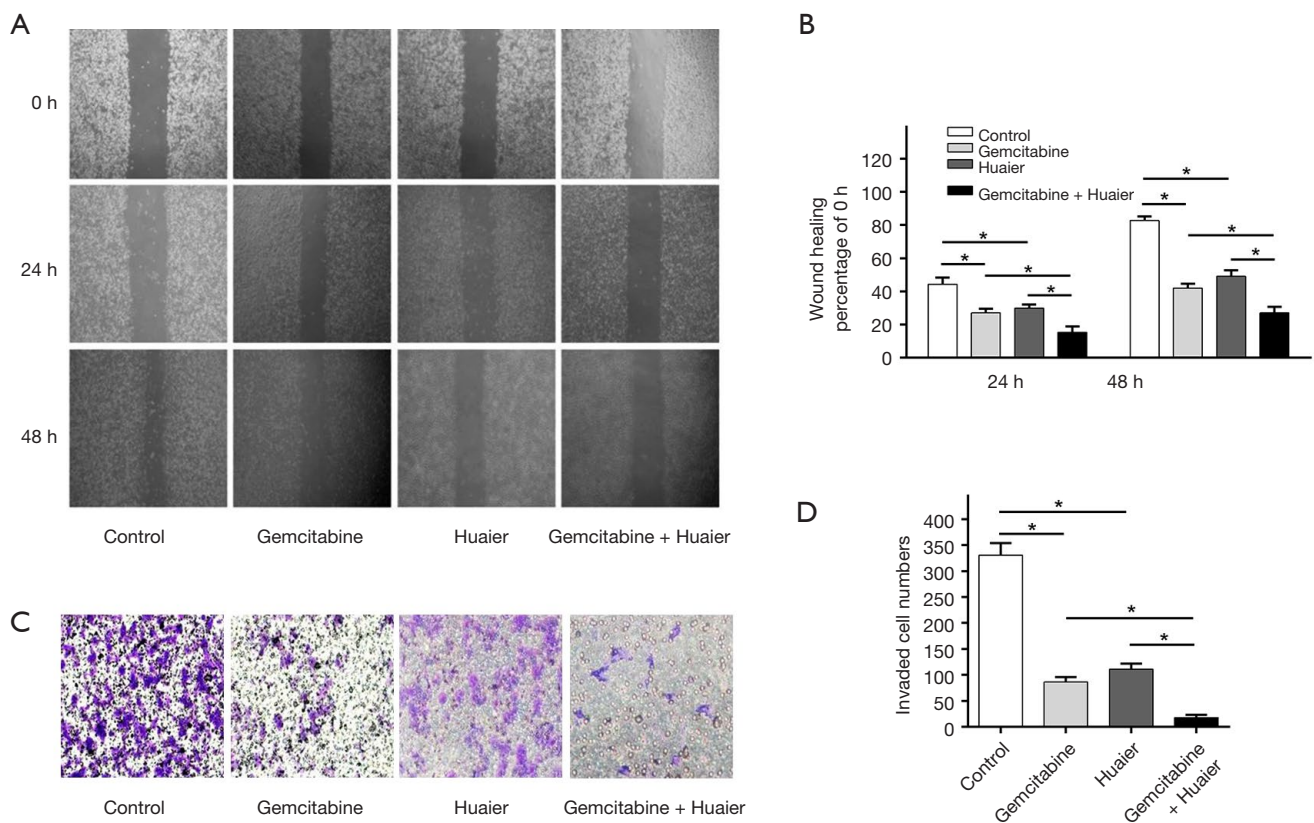 A
0 h
24 h
48 h
Control Gemcitabine Huaier Gemcitabine + Huaier
B
Wound healing
percentage of 0 h
120
100
80
60
40
20
0
Control
Gemcitabine
Huaier
Gemcitabine + Huaier
* * * * * * * *
24 h 48 h
C
Control Gemcitabine Huaier Gemcitabine + Huaier
D
Invaded cell numbers
400
350
300
250
200
150
100
50
0
* * * *
Control
Gemcitabine
Huaier
Gemcitabine
+ Huaier